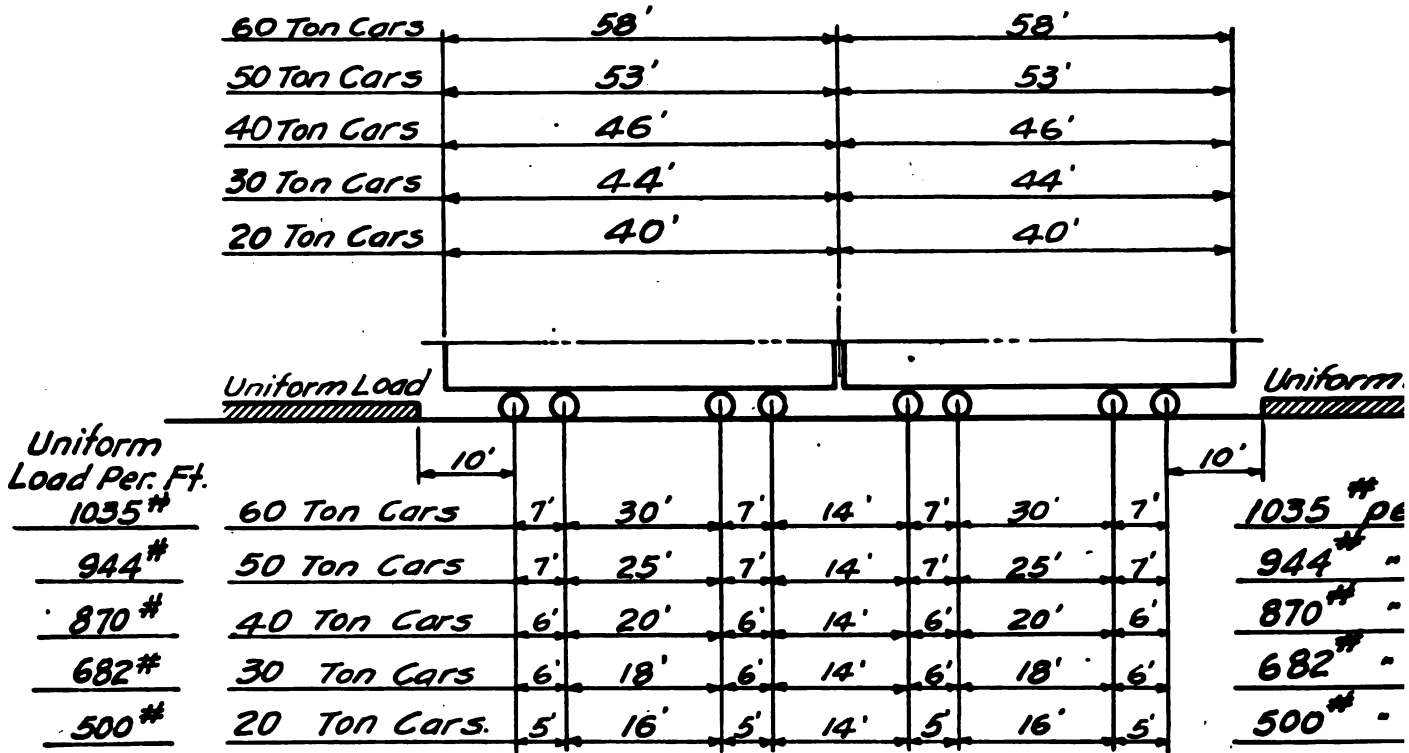 60 Ton Cars 58' 58'
50 Ton Cars 53' 53'
40 Ton Cars 46' 46'
30 Ton Cars 44' 44'
20 Ton Cars 40' 40'
Uniform Load Uniform
Uniform
Load Per. Ft. 10' 10'
1035# 60 Ton Cars 7' 30' 7' 14' 7' 30' 7' 1035# pe
944# 50 Ton Cars 7' 25' 7' 14' 7' 25' 7' 944# "
870# 40 Ton Cars 6' 20' 6' 14' 6' 20' 6' 870# "
682# 30 Ton Cars 6' 18' 6' 14' 6' 18' 6' 682# "
500# 20 Ton Cars. 5' 16' 5' 14' 5' 16' 5' 500# "